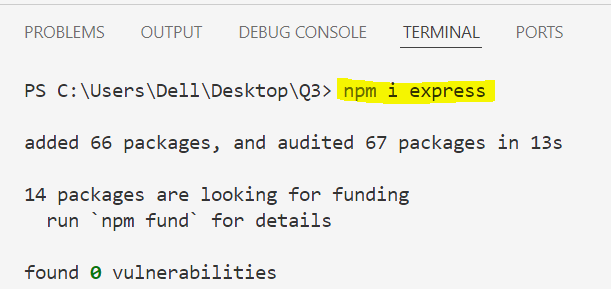 PROBLEMS OUTPUT DEBUG CONSOLE TERMINAL PORTS
PS C:\Users\Dell\Desktop\Q3> npm i express
added 66 packages, and audited 67 packages in 13s
14 packages are looking for funding
  run `npm fund` for details
found 0 vulnerabilities